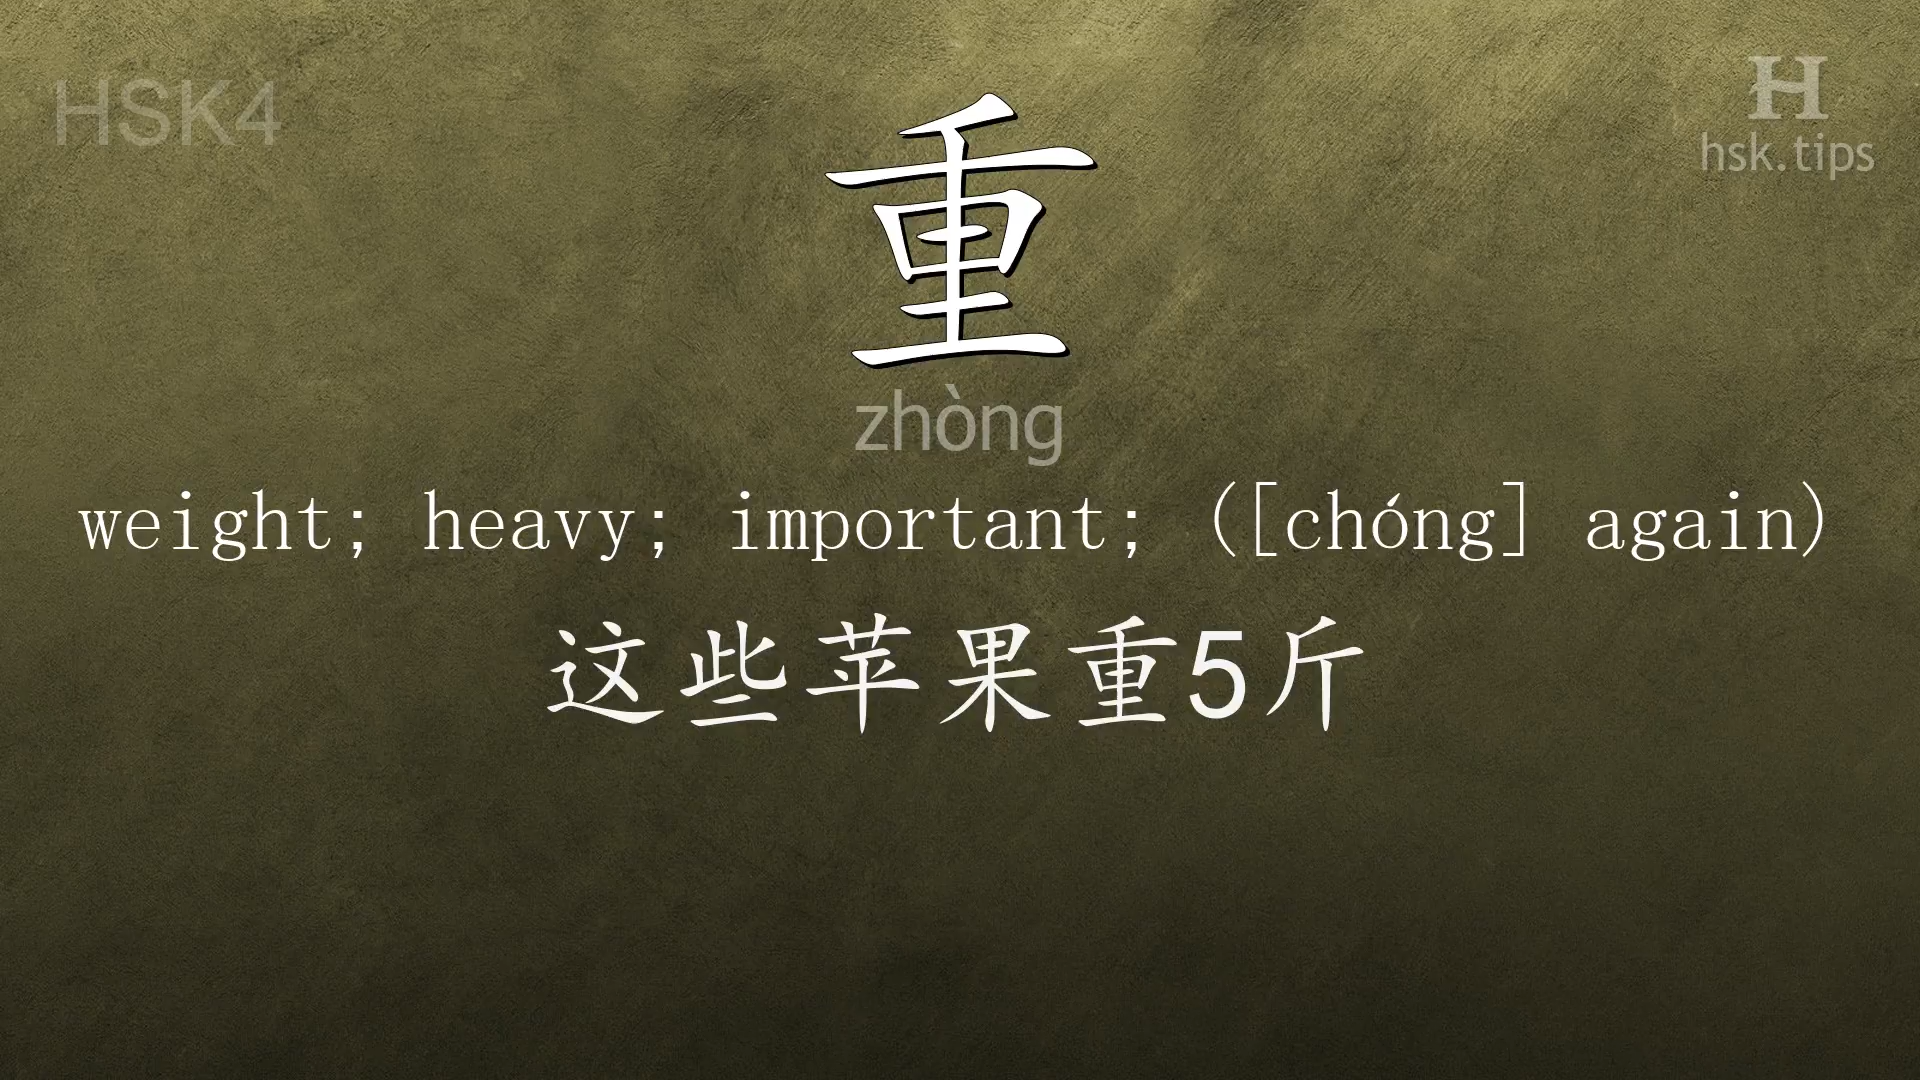 HSK4
H
hsk.tips
重
zhòng
weight; heavy; important; ([chóng] again)
这些苹果重5斤